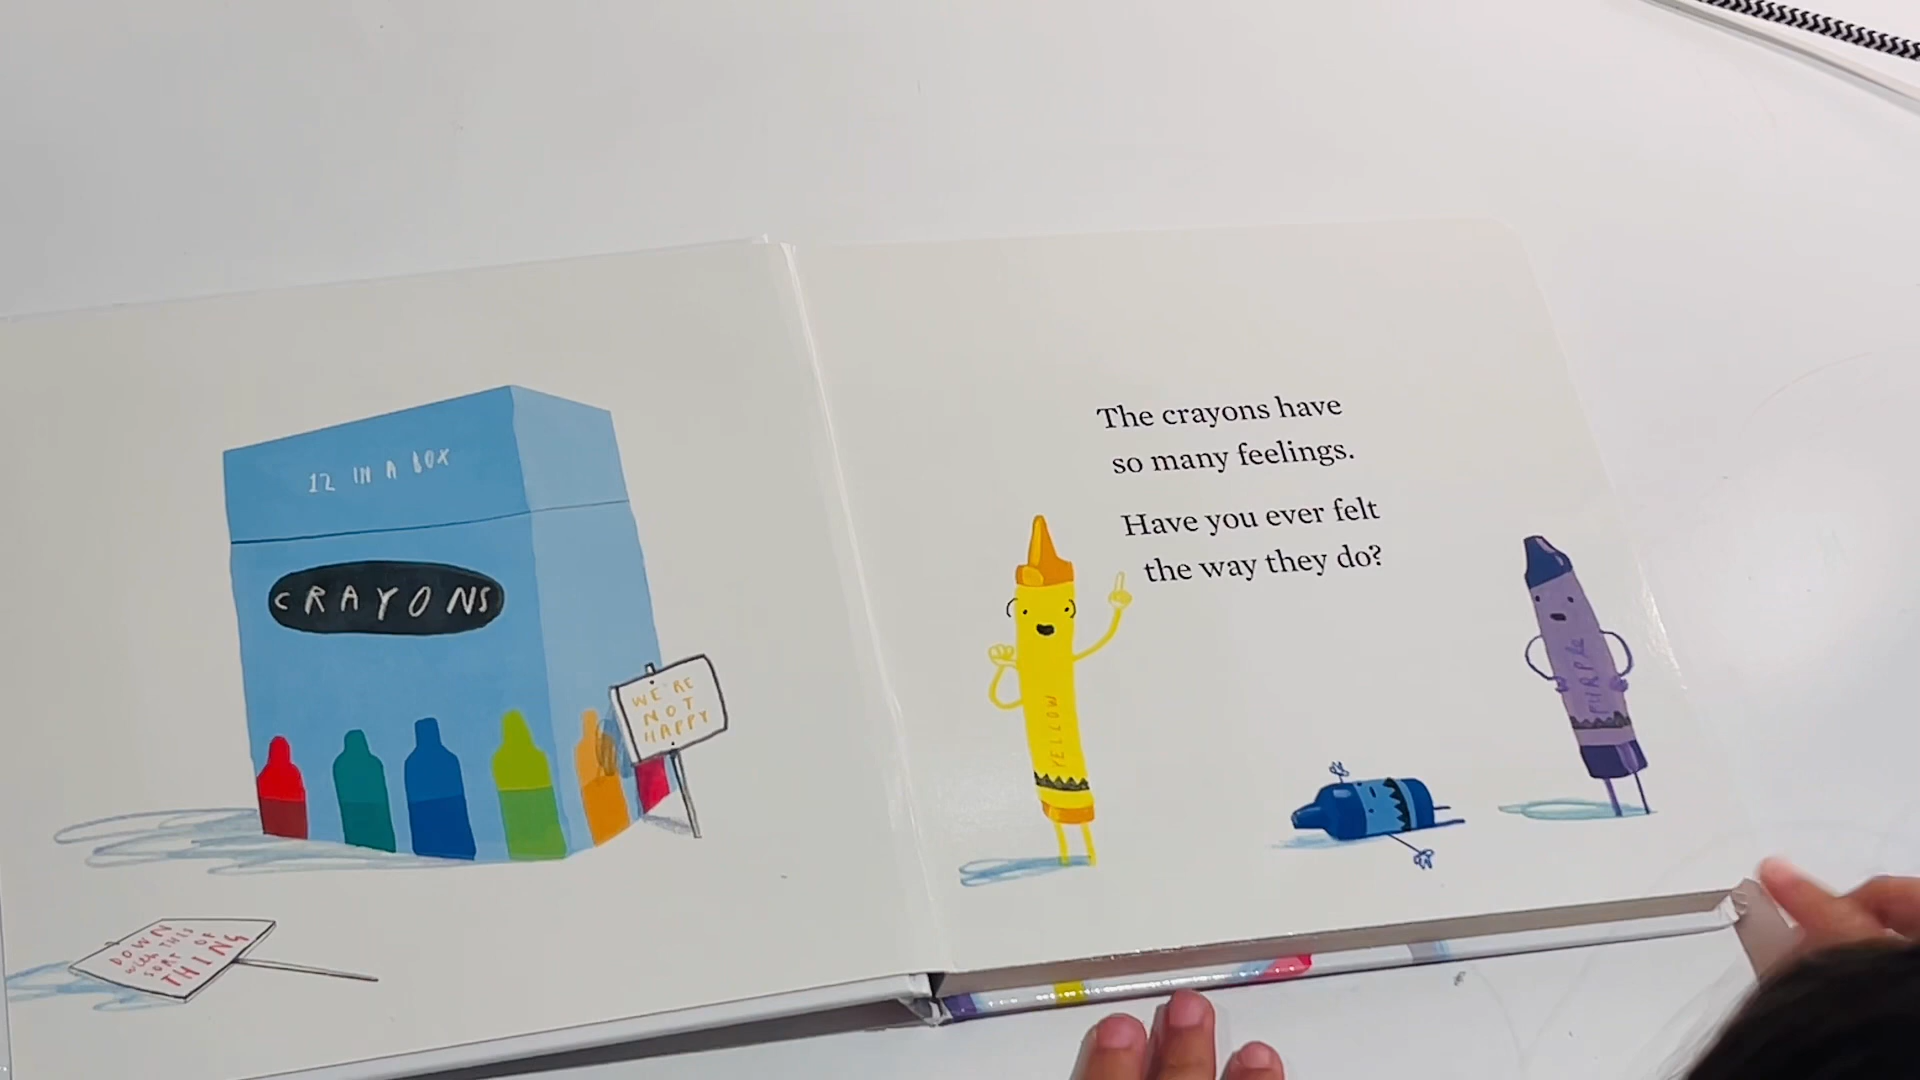 12 IN A BOX
CRAYONS
WE'RE
NOT
HAPPY
DOWN
with THIS
SORT OF
THING
The crayons have
so many feelings.
Have you ever felt
the way they do?
YELLOW
PURPLE